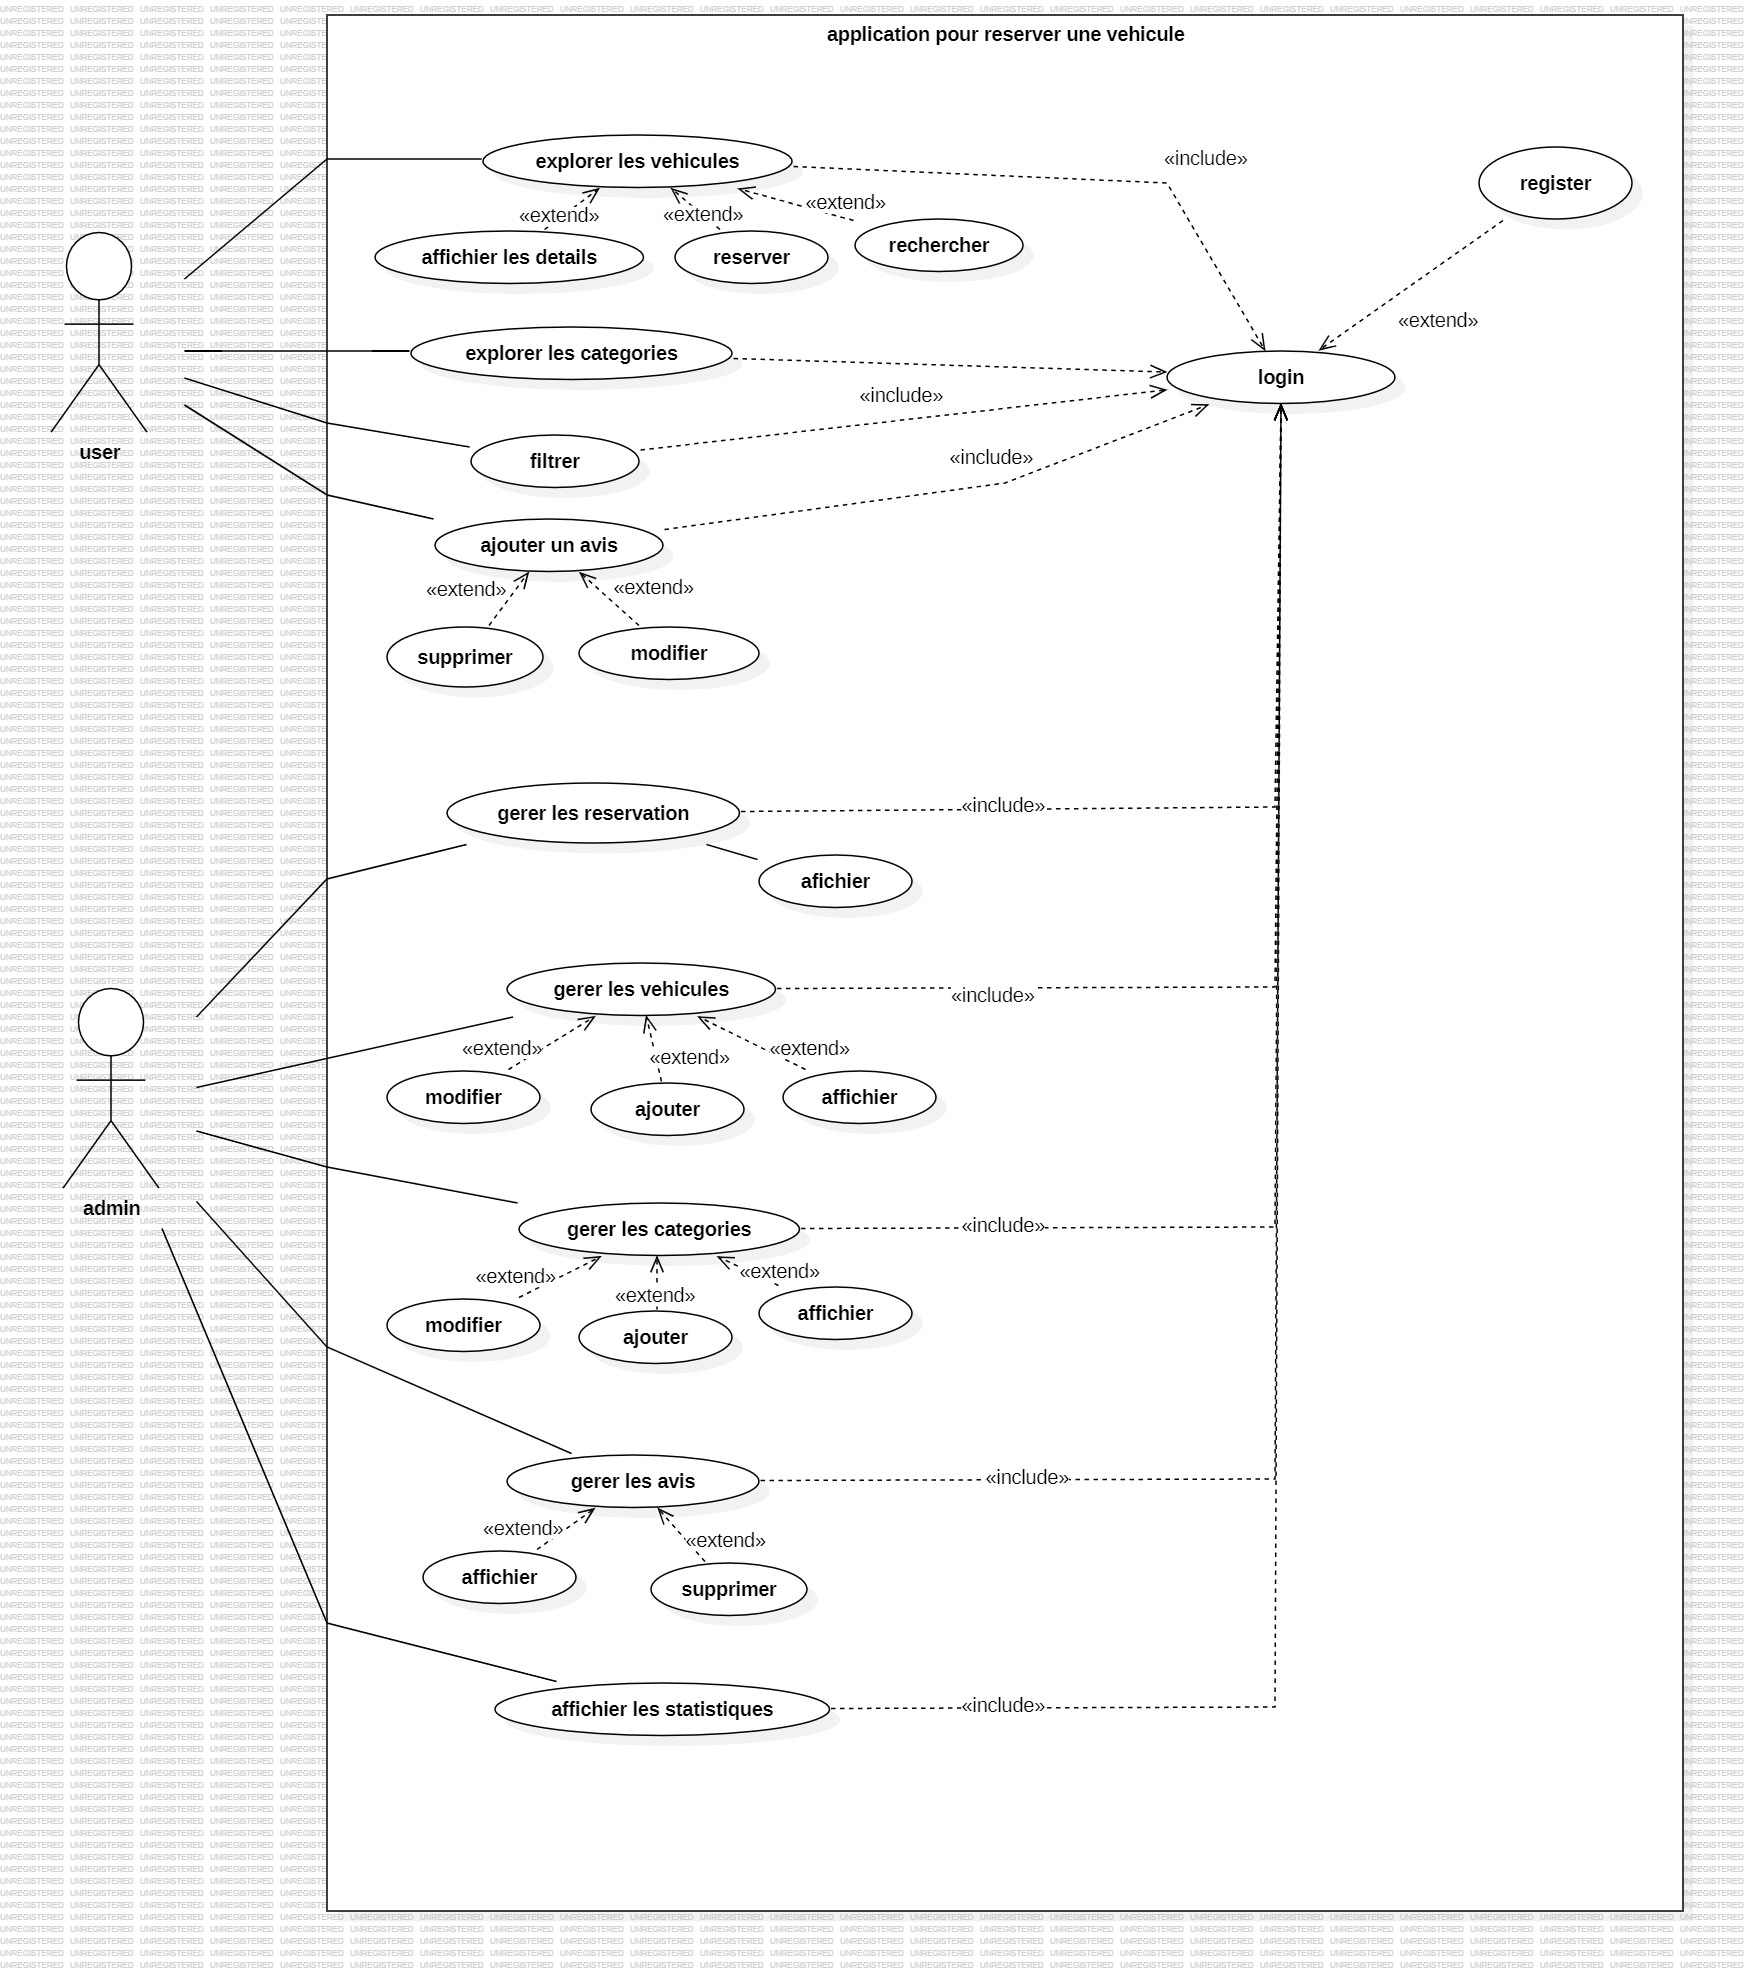 application pour reserver une vehicule
explorer les vehicules
«include»
register
«extend»
«extend»
«extend»
affichier les details
reserver
rechercher
«extend»
explorer les categories
login
«include»
user
filtrer
«include»
ajouter un avis
«extend»
«extend»
supprimer
modifier
gerer les reservation
«include»
afichier
gerer les vehicules
«include»
«extend»
«extend»
«extend»
modifier
ajouter
affichier
admin
gerer les categories
«include»
«extend»
«extend»
«extend»
modifier
ajouter
affichier
gerer les avis
«include»
«extend»
«extend»
affichier
supprimer
affichier les statistiques
«include»
UNREGISTERED